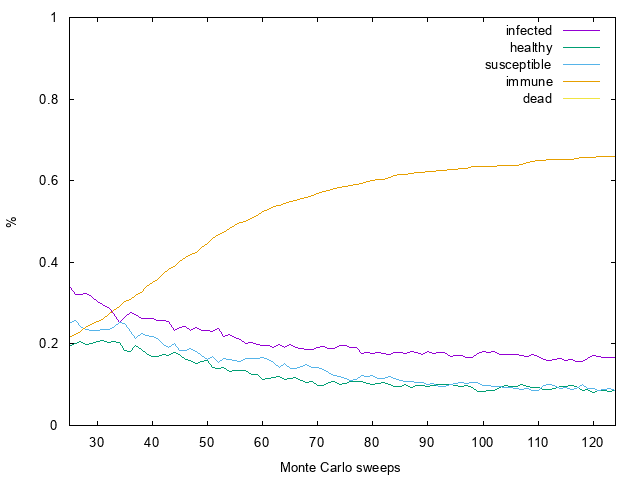 1
infected
healthy
susceptible
immune
dead
0.8
0.6
%
0.4
0.2
0
30 40 50 60 70 80 90 100 110 120
Monte Carlo sweeps